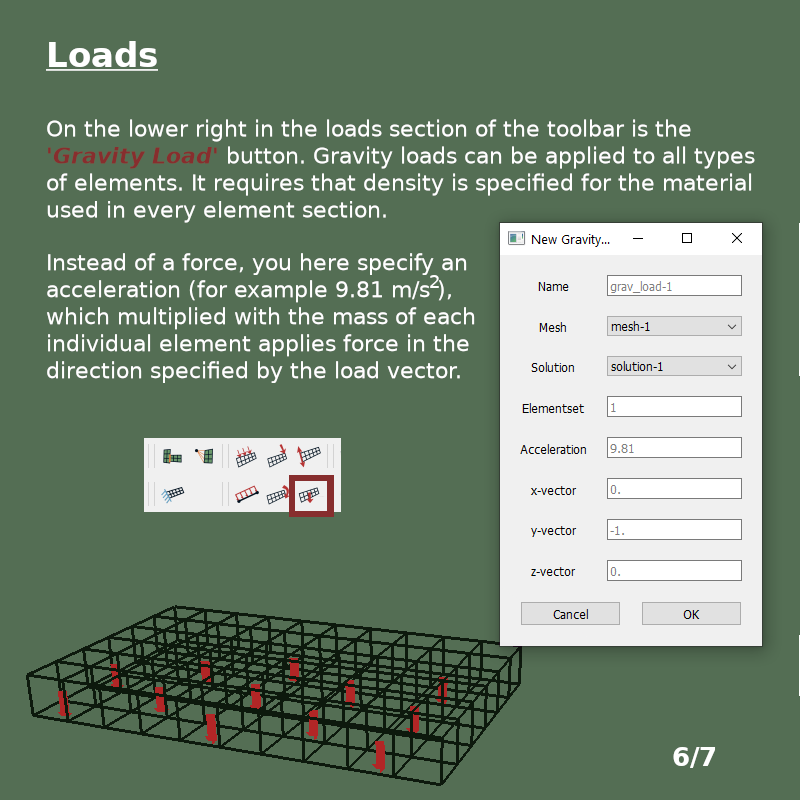 Loads
On the lower right in the loads section of the toolbar is the
'Gravity Load' button. Gravity loads can be applied to all types
of elements. It requires that density is specified for the material
used in every element section.
Instead of a force, you here specify an
acceleration (for example 9.81 m/s²),
which multiplied with the mass of each
individual element applies force in the
direction specified by the load vector.
New Gravity...
Name grav_load-1
Mesh mesh-1
Solution solution-1
Elementset 1
Acceleration 9.81
x-vector 0.
y-vector -1.
z-vector 0.
Cancel OK
6/7